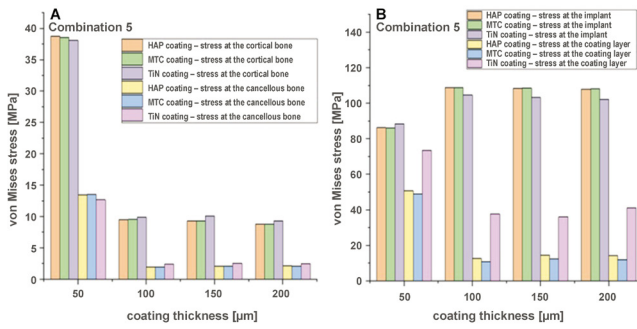 A
Combination 5
HAP coating – stress at the cortical bone
MTC coating – stress at the cortical bone
TiN coating – stress at the cortical bone
HAP coating – stress at the cancellous bone
MTC coating – stress at the cancellous bone
TiN coating – stress at the cancellous bone
von Mises stress [MPa]
40
35
30
25
20
15
10
5
0
50
100
150
200
coating thickness [µm]
B
Combination 5
HAP coating – stress at the implant
MTC coating – stress at the implant
TiN coating – stress at the implant
HAP coating – stress at the coating layer
MTC coating – stress at the coating layer
TiN coating – stress at the coating layer
von Mises stress [MPa]
140
120
100
80
60
40
20
0
50
100
150
200
coating thickness [µm]